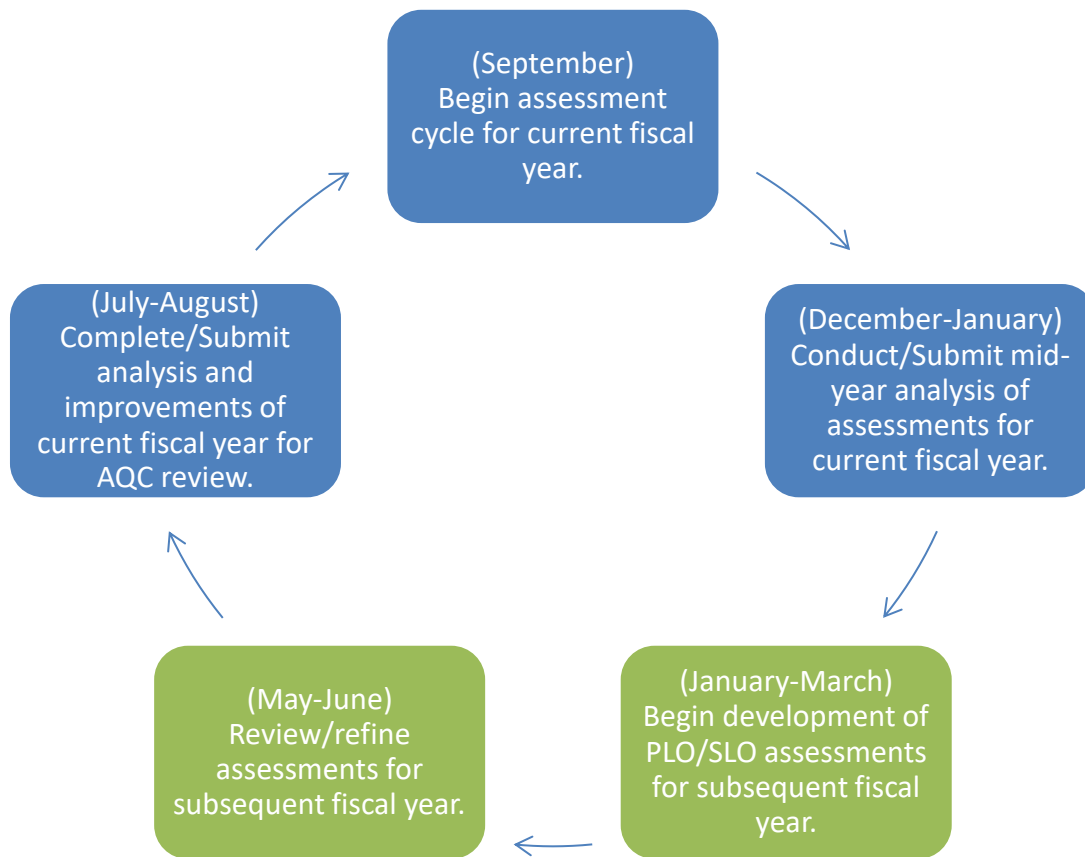 (September)
Begin assessment
cycle for current fiscal
year.
(December-January)
Conduct/Submit mid-
year analysis of
assessments for
current fiscal year.
(January-March)
Begin development of
PLO/SLO assessments
for subsequent fiscal
year.
(May-June)
Review/refine
assessments for
subsequent fiscal year.
(July-August)
Complete/Submit
analysis and
improvements of
current fiscal year for
AQC review.